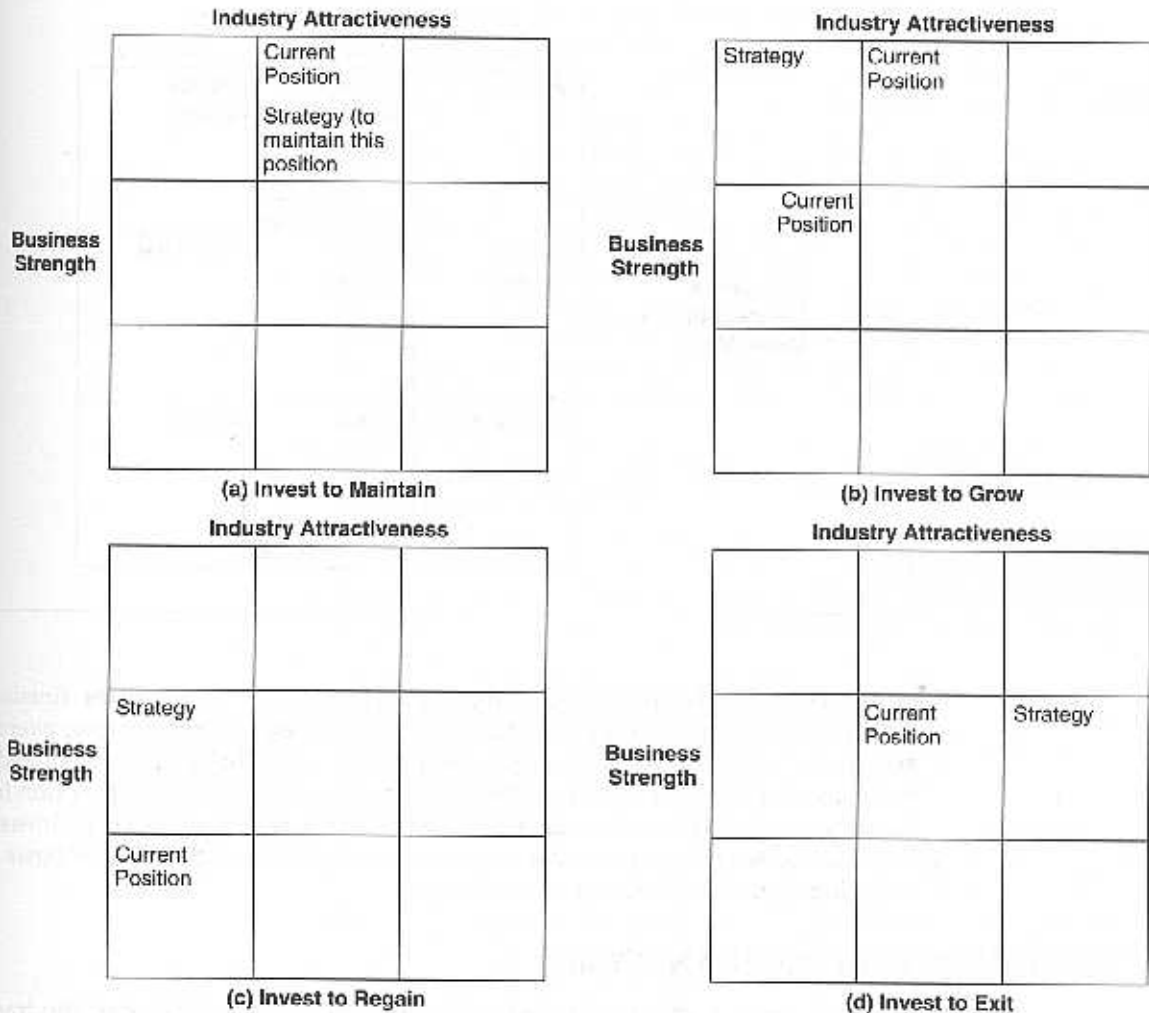 Industry Attractiveness
Current
Position
Strategy (to
maintain this
position
Business
Strength
(a) Invest to Maintain
Industry Attractiveness
Strategy
Current
Position
Current
Position
Business
Strength
(b) Invest to Grow
Industry Attractiveness
Strategy
Business
Strength
Current
Position
(c) Invest to Regain
Industry Attractiveness
Current
Position
Strategy
Business
Strength
(d) Invest to Exit